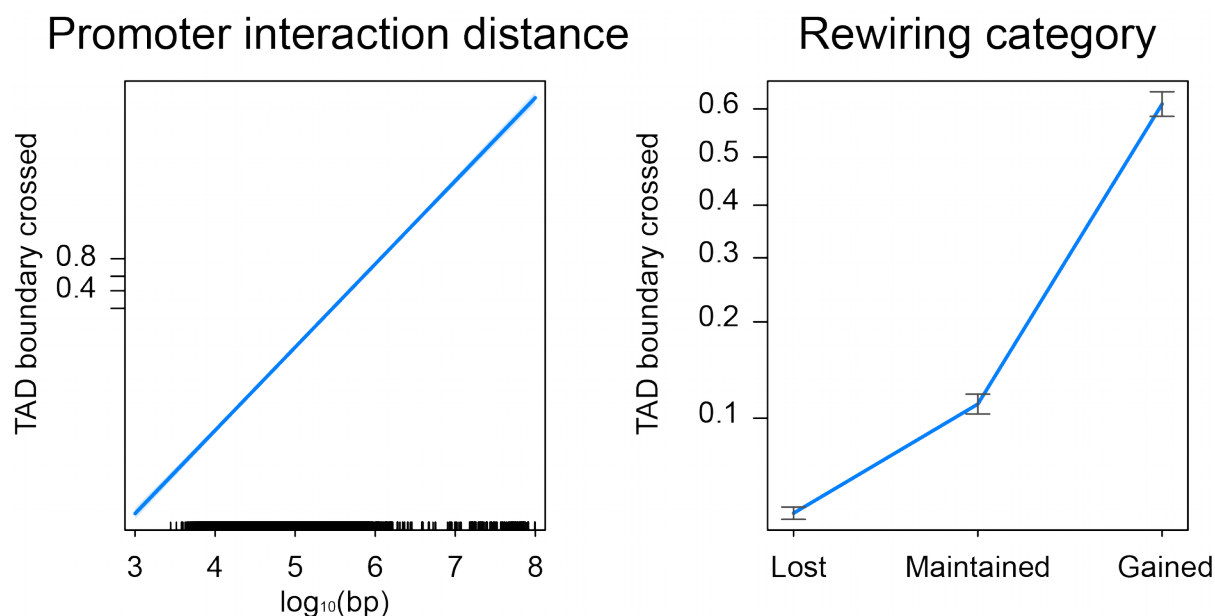 Promoter interaction distance
TAD boundary crossed
0.8
0.4
3 4 5 6 7 8
log₁₀(bp)
Rewiring category
TAD boundary crossed
0.6
0.5
0.4
0.3
0.2
0.1
Lost Maintained Gained